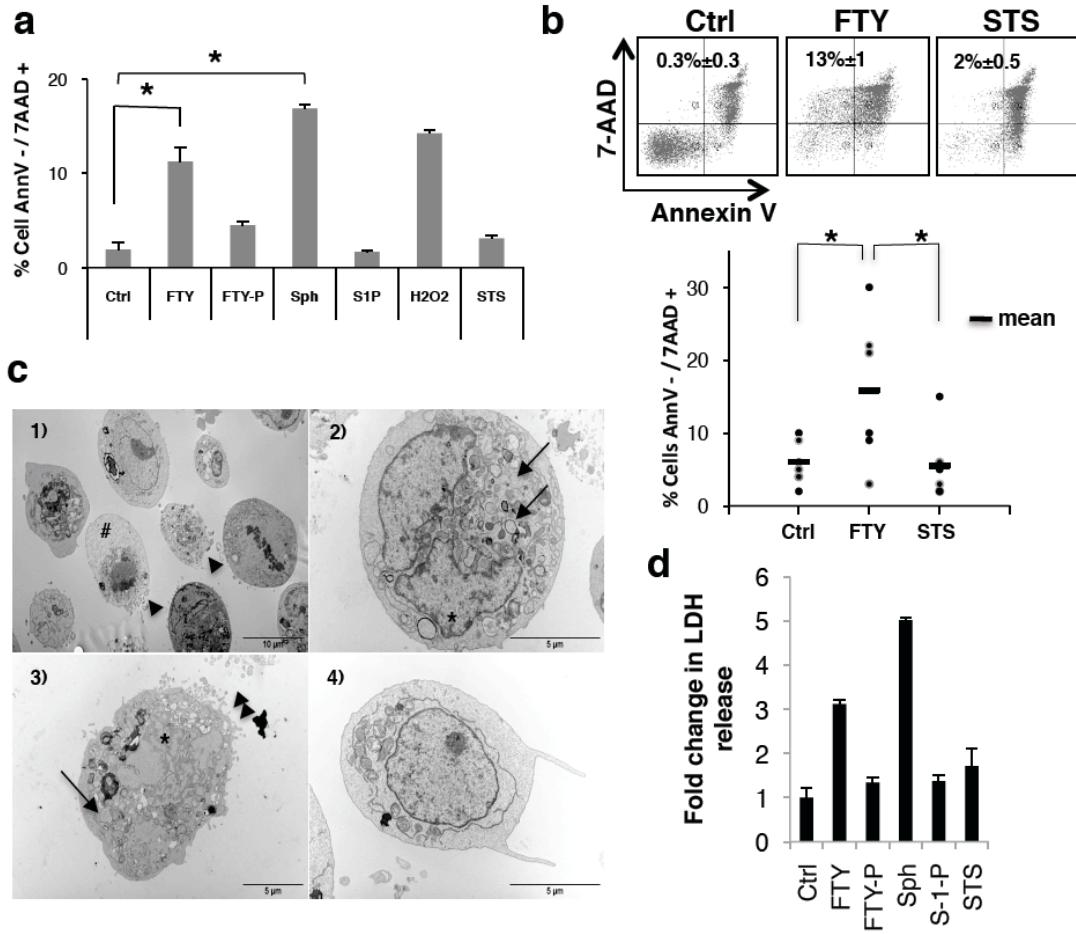 a
% Cell AnnV - / 7AAD +
20
10
0
*
*
Ctrl FTY FTY-P Sph S1P H2O2 STS
b
Ctrl FTY STS
0.3%±0.3 13%±1 2%±0.5
7-AAD
Annexin V
% Cells AnnV - / 7AAD +
30
20
10
0
* *
mean
Ctrl FTY STS
c
1)
#
10 µm
2)
*
5 µm
3)
*
5 µm
4)
5 µm
d
Fold change in LDH
release
6
5
4
3
2
1
0
Ctrl
FTY
FTY-P
Sph
S-1-P
STS